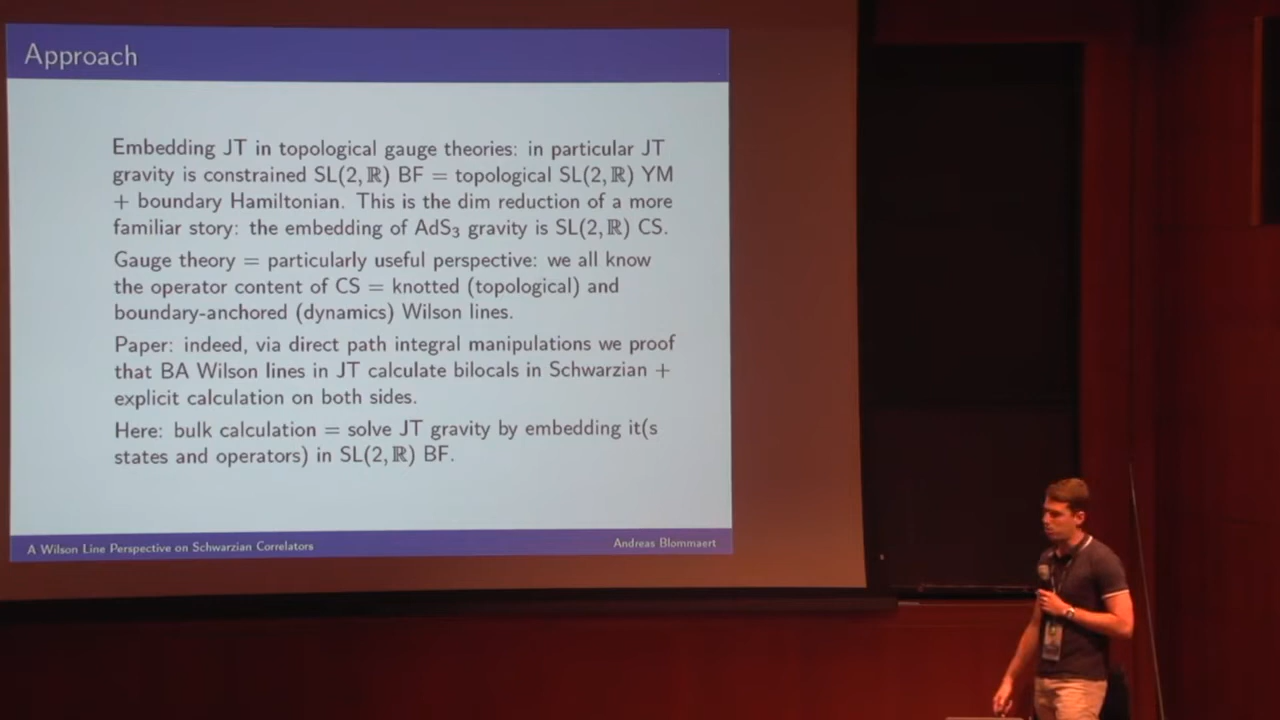 Approach
Embedding JT in topological gauge theories: in particular JT
gravity is constrained SL(2, ℝ) BF = topological SL(2, ℝ) YM
+ boundary Hamiltonian. This is the dim reduction of a more
familiar story: the embedding of AdS₃ gravity is SL(2, ℝ) CS.
Gauge theory = particularly useful perspective: we all know
the operator content of CS = knotted (topological) and
boundary-anchored (dynamics) Wilson lines.
Paper: indeed, via direct path integral manipulations we proof
that BA Wilson lines in JT calculate bilocals in Schwarzian +
explicit calculation on both sides.
Here: bulk calculation = solve JT gravity by embedding it(s
states and operators) in SL(2, ℝ) BF.
A Wilson Line Perspective on Schwarzian Correlators
Andreas Blommaert